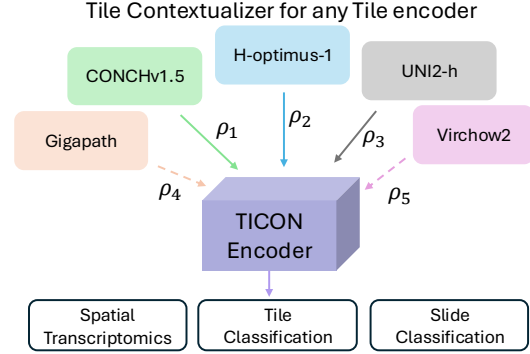 Tile Contextualizer for any Tile encoder
H-optimus-1
CONCHv1.5
UNI2-h
Gigapath
Virchow2
ρ1
ρ2
ρ3
ρ4
ρ5
TICON
Encoder
Spatial
Transcriptomics
Tile
Classification
Slide
Classification